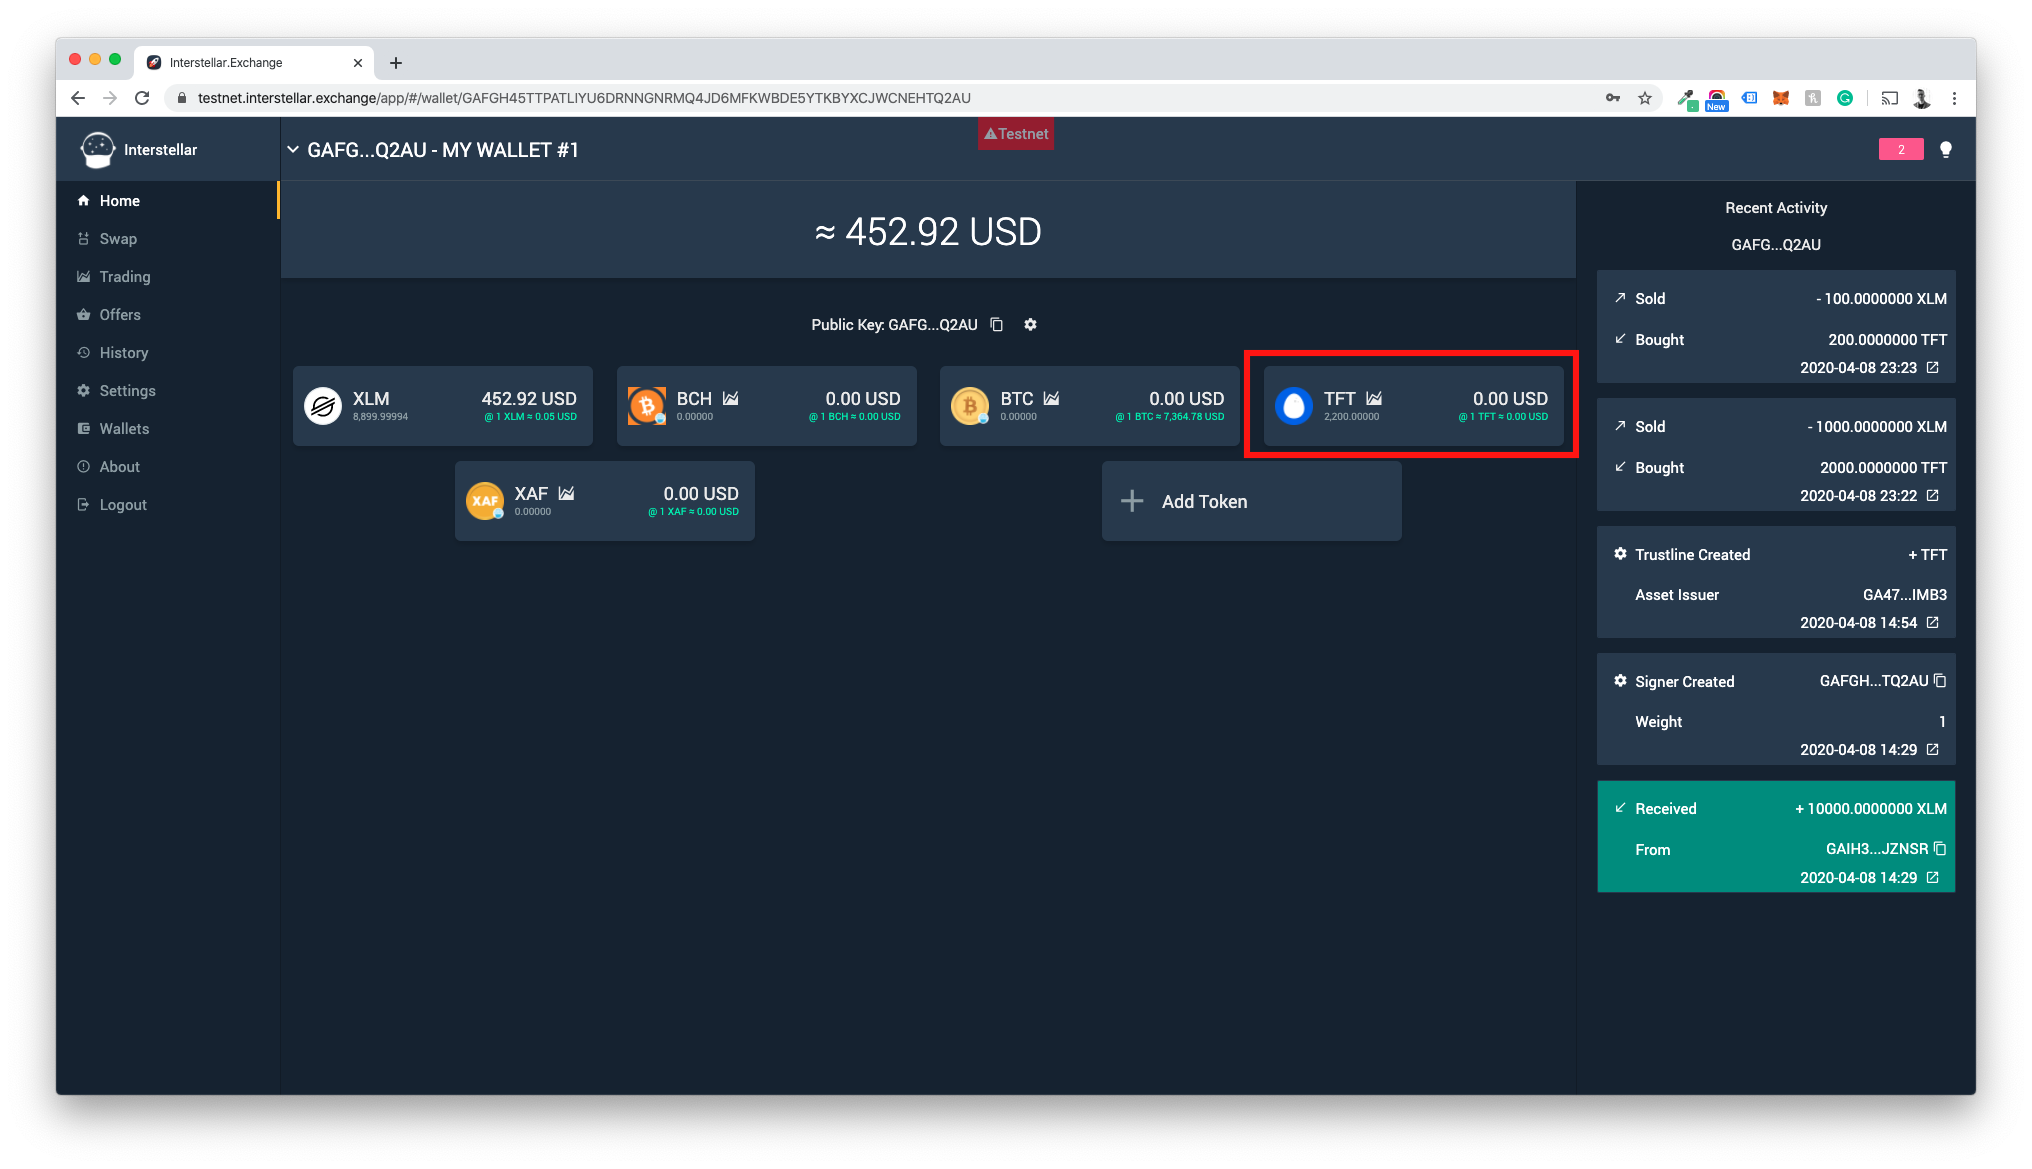 Interstellar.Exchange
testnet.interstellar.exchange/app/#/wallet/GAFGH45TTPATLIYU6DRNNGNRMQ4JD6MFKWBDE5YTKBYXCJWCNEHTQ2AU
New
Interstellar
GAFG...Q2AU - MY WALLET #1
Testnet
2
Home
Swap
Trading
Offers
History
Settings
Wallets
About
Logout
≈ 452.92 USD
Public Key: GAFG...Q2AU
XLM 452.92 USD
8,899.99994 @ 1 XLM ≈ 0.05 USD
BCH 0.00 USD
0.00000 @ 1 BCH ≈ 0.00 USD
BTC 0.00 USD
0.00000 @ 1 BTC ≈ 7,364.78 USD
TFT 0.00 USD
2,200.00000 @ 1 TFT ≈ 0.00 USD
XAF XAF 0.00 USD
0.00000 @ 1 XAF ≈ 0.00 USD
Add Token
Recent Activity
GAFG...Q2AU
Sold - 100.0000000 XLM
Bought 200.0000000 TFT
2020-04-08 23:23
Sold - 1000.0000000 XLM
Bought 2000.0000000 TFT
2020-04-08 23:22
Trustline Created + TFT
Asset Issuer GA47...IMB3
2020-04-08 14:54
Signer Created GAFGH...TQ2AU
Weight 1
2020-04-08 14:29
Received + 10000.0000000 XLM
From GAIH3...JZNSR
2020-04-08 14:29